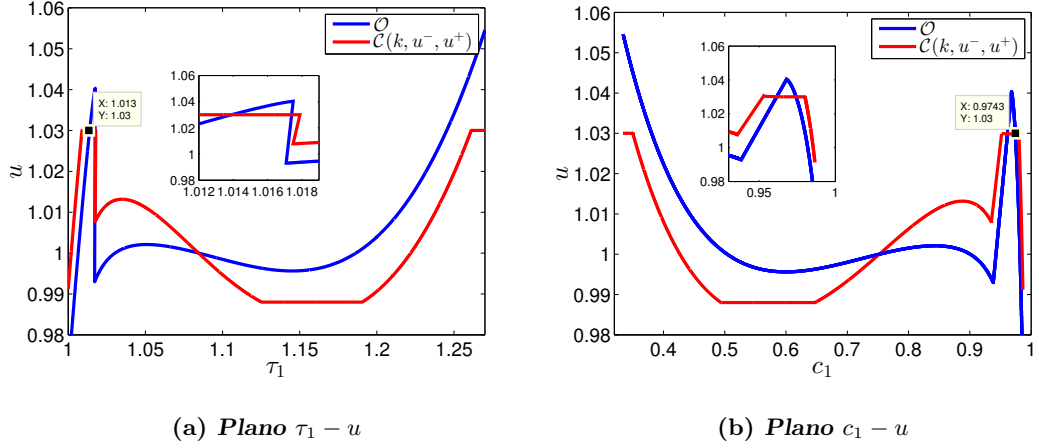 1.06
1.05
1.04
1.03
1.02
1.01
1
0.99
0.98
u
1
1.05
1.1
1.15
1.2
1.25
τ₁
𝒪
𝒞(k, u⁻, u⁺)
X: 1.013
Y: 1.03
1.06
1.04
1.02
1
0.98
1.012 1.014 1.016 1.018
(a) Plano τ₁ − u
1.06
1.05
1.04
1.03
1.02
1.01
1
0.99
0.98
u
0.4
0.5
0.6
0.7
0.8
0.9
1
c₁
𝒪
𝒞(k, u⁻, u⁺)
X: 0.9743
Y: 1.03
1.06
1.04
1.02
1
0.98
0.95
1
(b) Plano c₁ − u